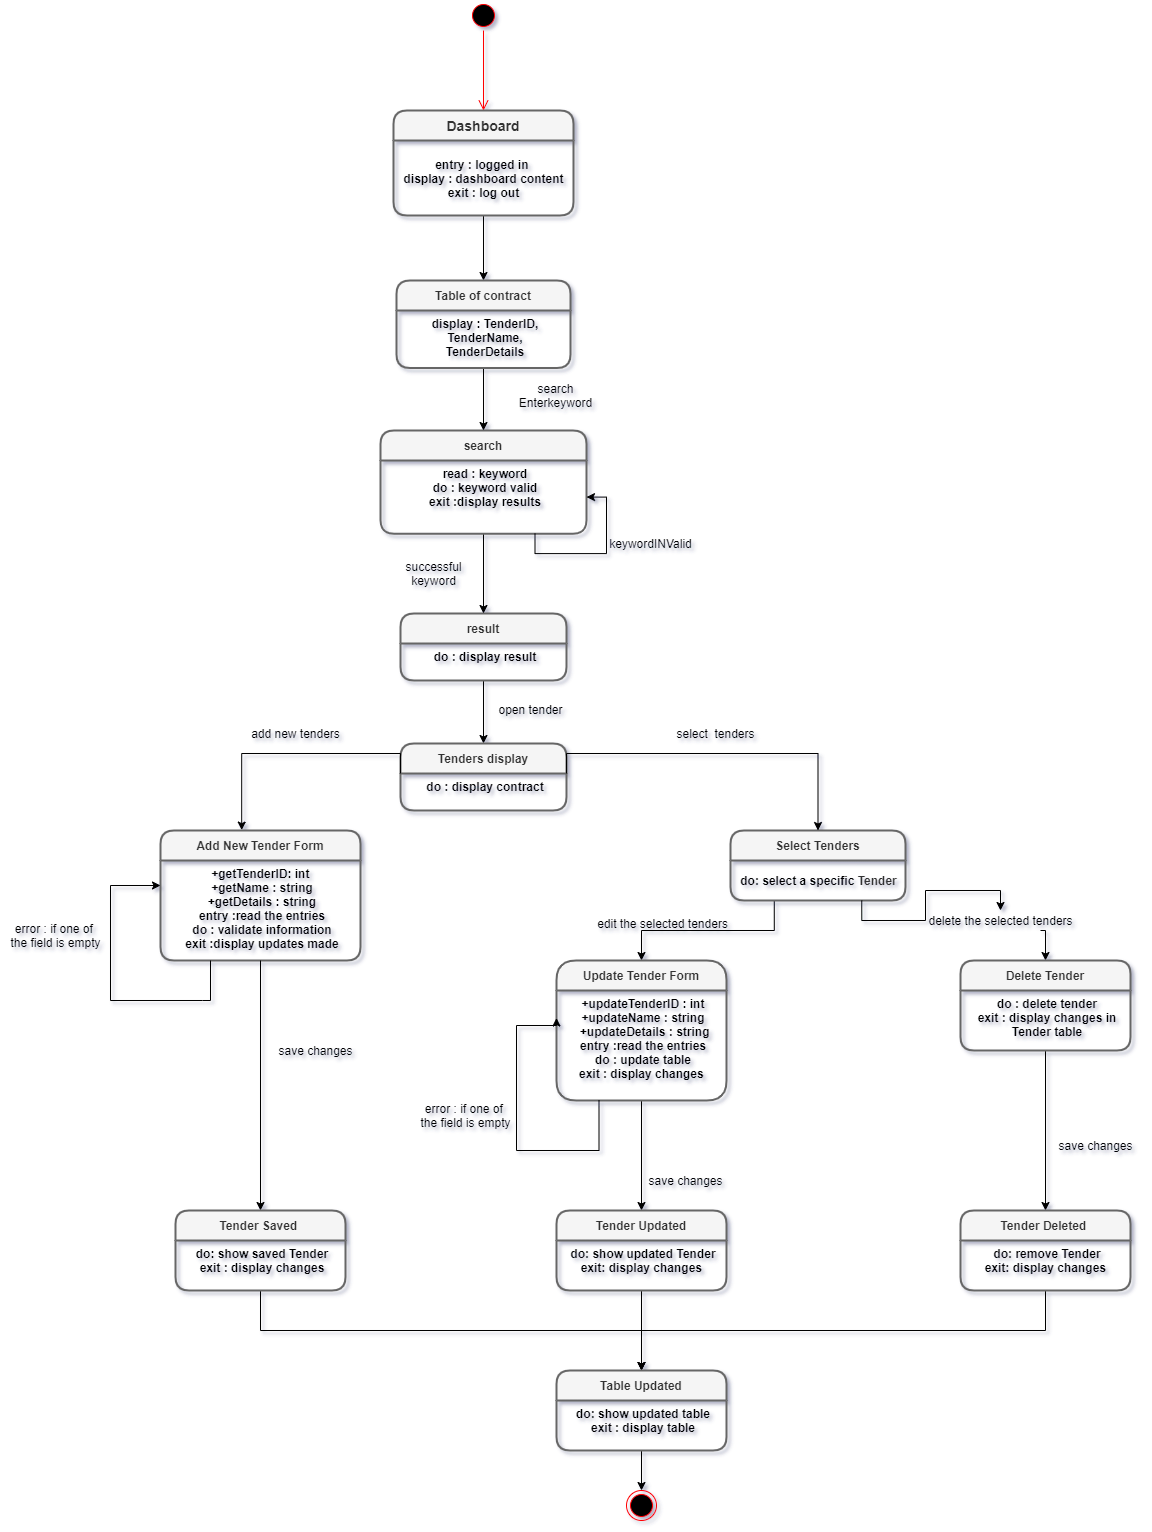 Dashboard
entry : logged in
display : dashboard content
exit : log out
Table of contract
display : TenderID,
TenderName,
TenderDetails
search
Enterkeyword
search
read : keyword
do : keyword valid
exit :display results
keywordINValid
successful
keyword
result
do : display result
open tender
add new tenders
select  tenders
Tenders display
do : display contract
Add New Tender Form
+getTenderID: int
+getName : string
+getDetails : string
entry :read the entries
do : validate information
exit :display updates made
error : if one of
the field is empty
Select Tenders
do: select a specific Tender
edit the selected tenders
delete the selected tenders
Update Tender Form
+updateTenderID : int
+updateName : string
+updateDetails : string
entry :read the entries
do : update table
exit : display changes
Delete Tender
do : delete tender
exit : display changes in
Tender table
save changes
error : if one of
the field is empty
save changes
save changes
Tender Saved
do: show saved Tender
exit : display changes
Tender Updated
do: show updated Tender
exit: display changes
Tender Deleted
do: remove Tender
exit: display changes
Table Updated
do: show updated table
exit : display table